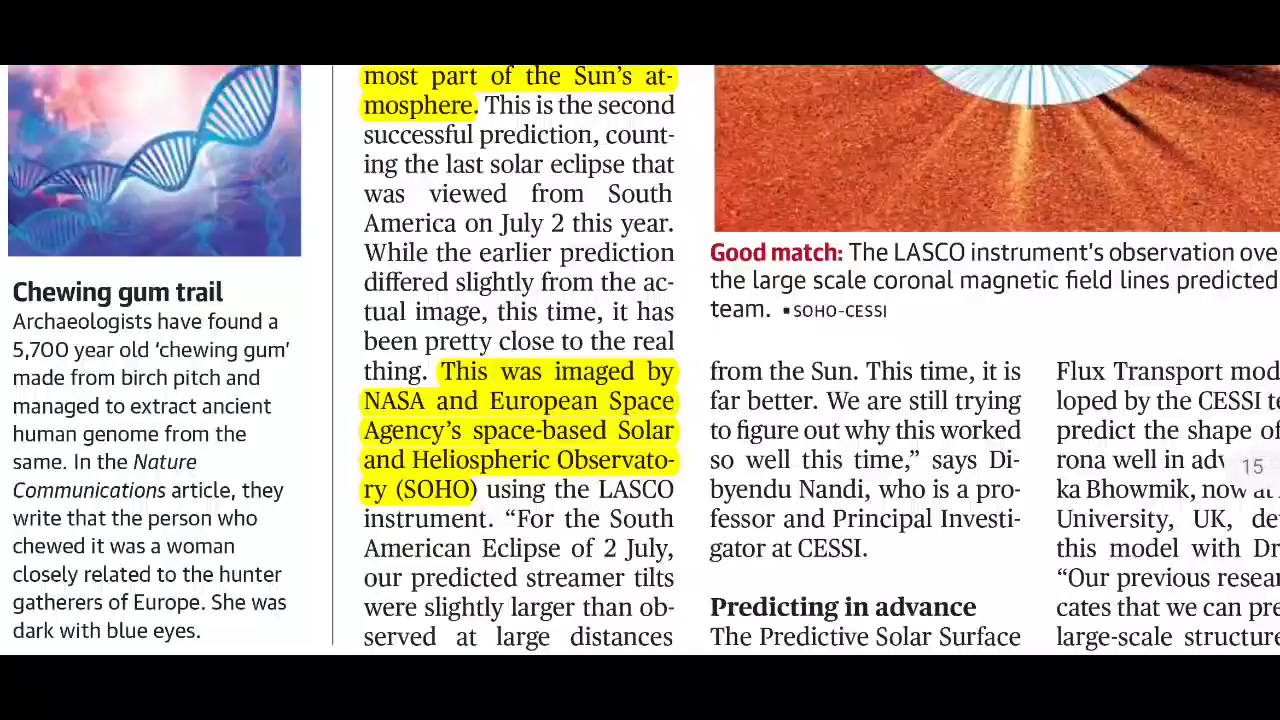 Chewing gum trail
Archaeologists have found a
5,700 year old ‘chewing gum’
made from birch pitch and
managed to extract ancient
human genome from the
same. In the Nature
Communications article, they
write that the person who
chewed it was a woman
closely related to the hunter
gatherers of Europe. She was
dark with blue eyes.
most part of the Sun’s at-
mosphere. This is the second
successful prediction, count-
ing the last solar eclipse that
was viewed from South
America on July 2 this year.
While the earlier prediction
differed slightly from the ac-
tual image, this time, it has
been pretty close to the real
thing. This was imaged by
NASA and European Space
Agency’s space-based Solar
and Heliospheric Observato-
ry (SOHO) using the LASCO
instrument. “For the South
American Eclipse of 2 July,
our predicted streamer tilts
were slightly larger than ob-
served at large distances
Good match: The LASCO instrument’s observation ove
the large scale coronal magnetic field lines predicted
team. ▪ SOHO-CESSI
from the Sun. This time, it is
far better. We are still trying
to figure out why this worked
so well this time,” says Di-
byendu Nandi, who is a pro-
fessor and Principal Investi-
gator at CESSI.
Predicting in advance
The Predictive Solar Surface
Flux Transport mod
loped by the CESSI te
predict the shape of
rona well in adv
ka Bhowmik, now at
University, UK, de
this model with Dr
“Our previous resear
cates that we can pre
large-scale structure
15